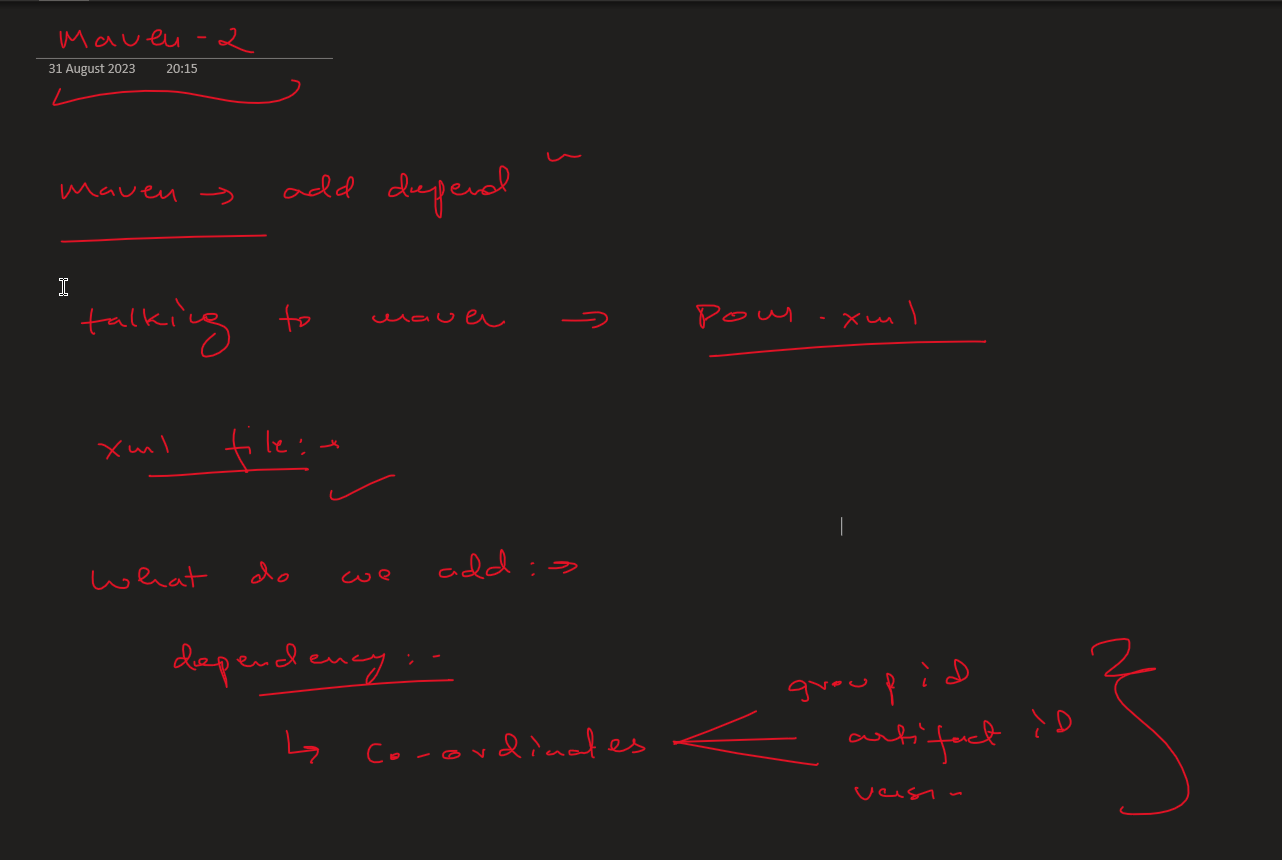 Maven - 2
31 August 2023 20:15
maven → add depend
talking to maven ⇒ pom.xml
xml file: →
what do we add: ⇒
dependency: -
↳ Co-ordinates
group iD
artifact iD